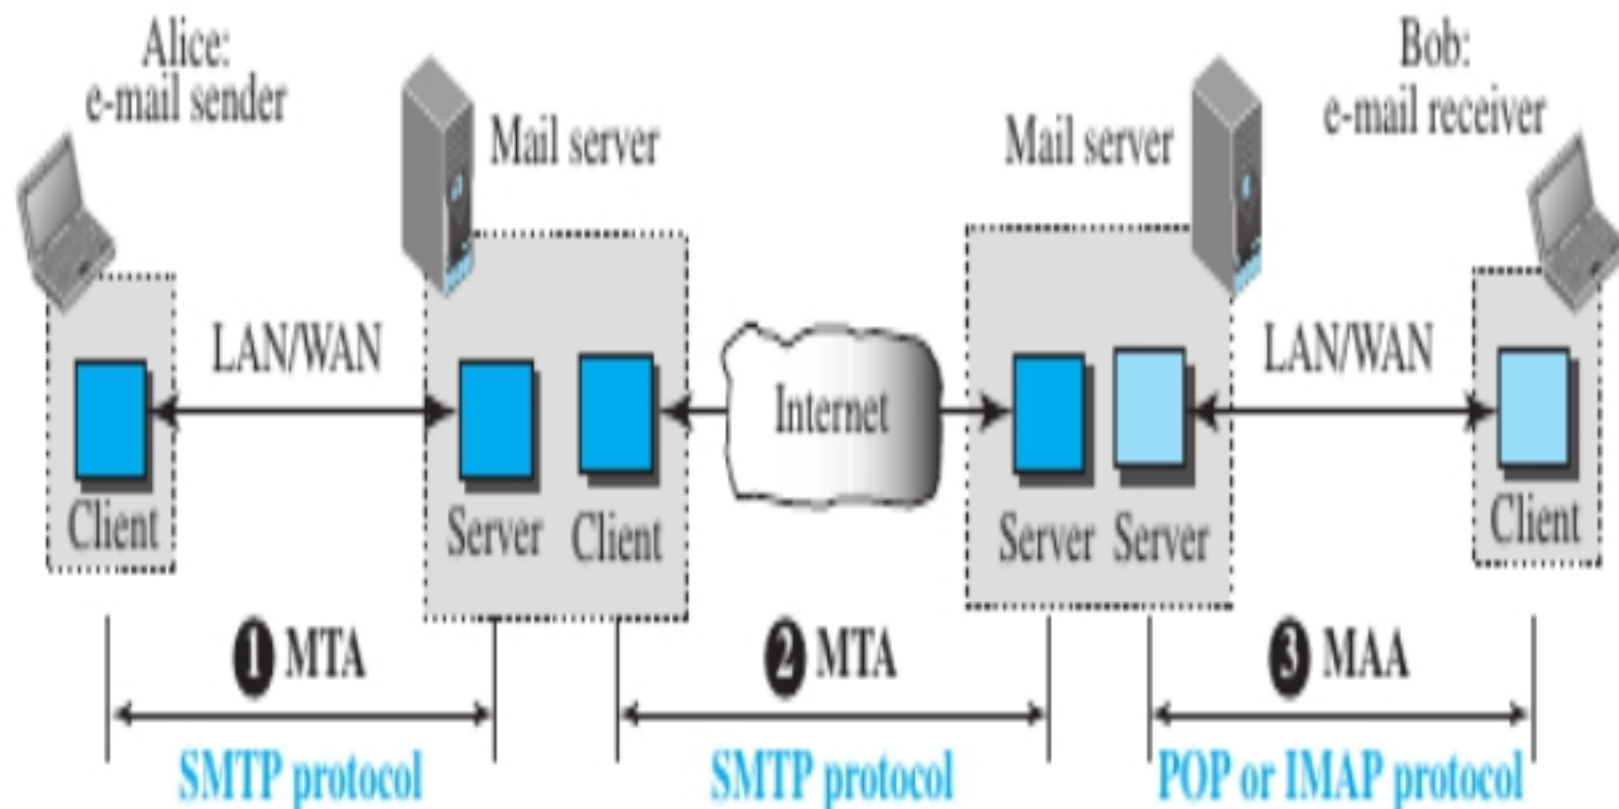 Alice:
e-mail sender
Mail server
Mail server
Bob:
e-mail receiver
LAN/WAN
Internet
LAN/WAN
Client
Server
Client
Server
Server
Client
1 MTA
2 MTA
3 MAA
SMTP protocol
SMTP protocol
POP or IMAP protocol